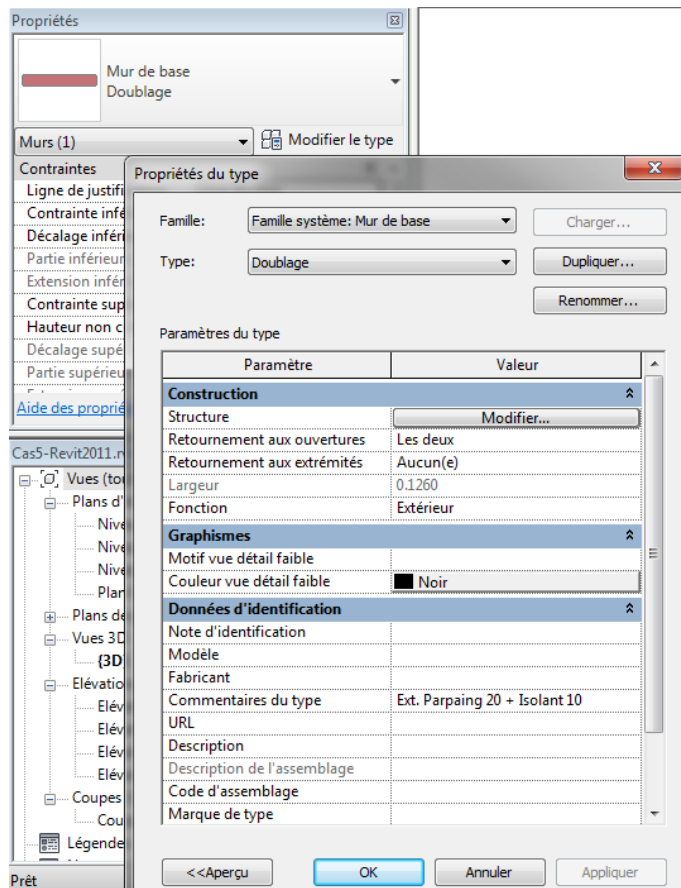 Propriétés
Mur de base
Doublage
Murs (1)
Modifier le type
Contraintes
Ligne de justifi
Contrainte infé
Décalage inféri
Partie inférieur
Extension infér
Contrainte sup
Hauteur non c
Décalage supé
Partie supérieu
Aide des proprié
Cas5-Revit2011.r
Vues (tou
Plans d'
Nive
Nive
Nive
Plan
Plans de
Vues 3D
{3D}
Elévatio
Elév
Elév
Elév
Elév
Coupes
Cou
Légende
Prêt
Propriétés du type
Famille:
Famille système: Mur de base
Charger...
Type:
Doublage
Dupliquer...
Renommer...
Paramètres du type
Paramètre Valeur
Construction
Structure Modifier...
Retournement aux ouvertures Les deux
Retournement aux extrémités Aucun(e)
Largeur 0.1260
Fonction Extérieur
Graphismes
Motif vue détail faible
Couleur vue détail faible Noir
Données d'identification
Note d'identification
Modèle
Fabricant
Commentaires du type Ext. Parpaing 20 + Isolant 10
URL
Description
Description de l'assemblage
Code d'assemblage
Marque de type
<<Aperçu OK Annuler Appliquer